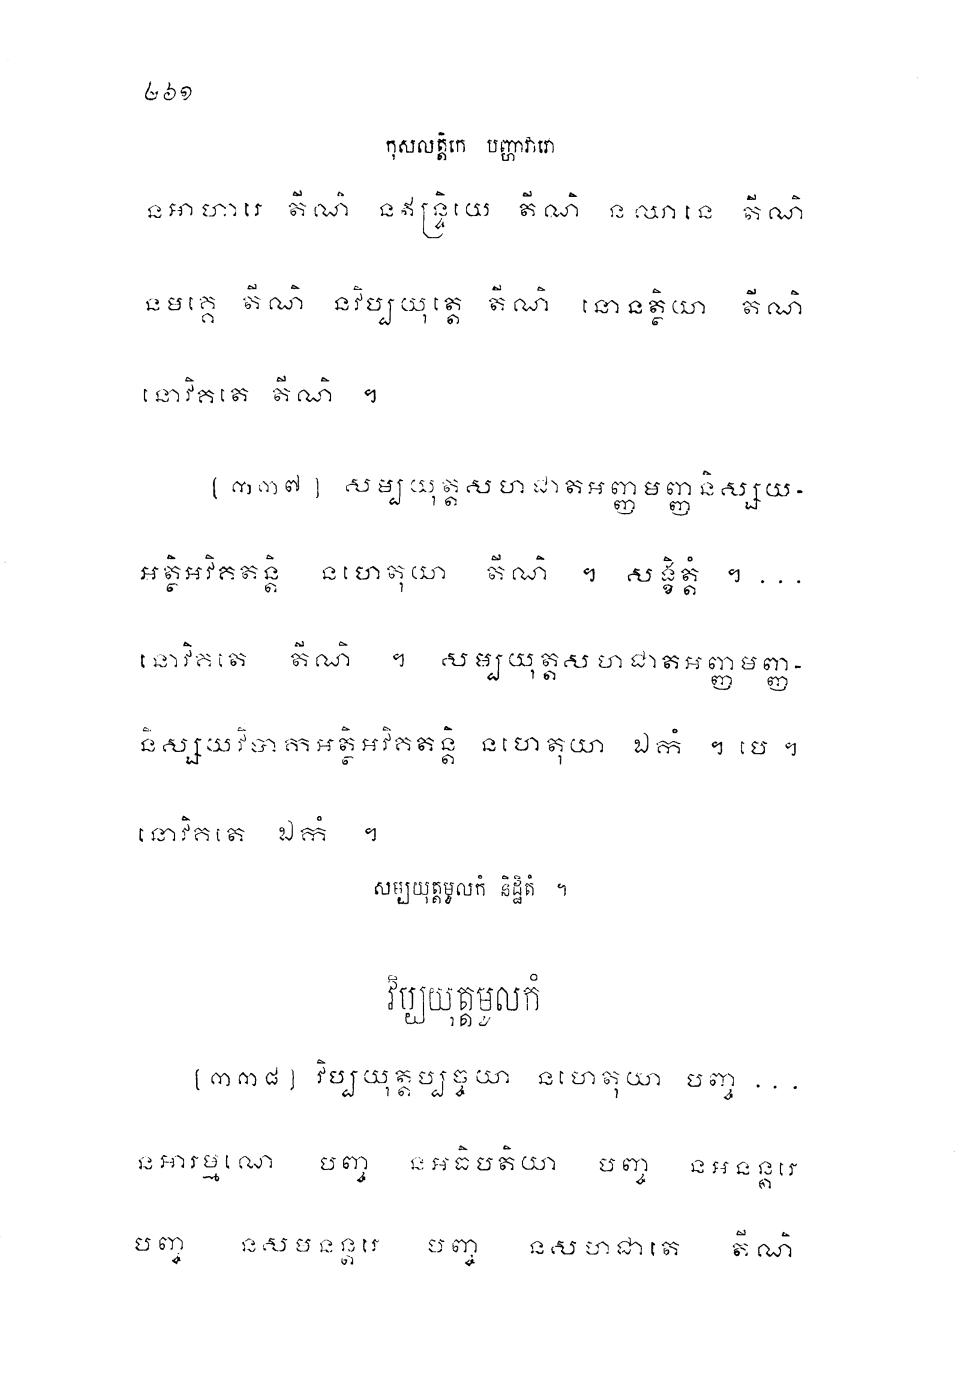 ៤៦១
កុសលត្តិកេ បញ្ហាវារោ
នអាហារេ តីណិ នឥន្ទ្រិយេ តីណិ នឈានេ តីណិ
នមគ្គេ តីណិ នវិប្បយុត្តេ តីណិ នោនត្ថិយា តីណិ
នោវិគតេ តីណិ ។
[៣៣៧] សម្បយុត្តសហជាតអញ្ញមញ្ញនិស្សយ-
អត្ថិអវិគតន្តិ នហេតុយា តីណិ ។ សង្ខិត្តំ ។ ...
នោវិគតេ តីណិ ។ សម្បយុត្តសហជាតអញ្ញមញ្ញ-
និស្សយវិបាកអត្ថិអវិគតន្តិ នហេតុយា ឯកំ ។ បេ ។
នោវិគតេ ឯកំ ។
សម្បយុត្តមូលកំ និដ្ឋិតំ ។
វិប្បយុត្តមូលកំ
[៣៣៨] វិប្បយុត្តប្បច្ចយា នហេតុយា បញ្ច ...
នអារម្មណេ បញ្ច នអធិបតិយា បញ្ច នអនន្តរេ
បញ្ច នសមនន្តរេ បញ្ច នសហជាតេ តីណិ